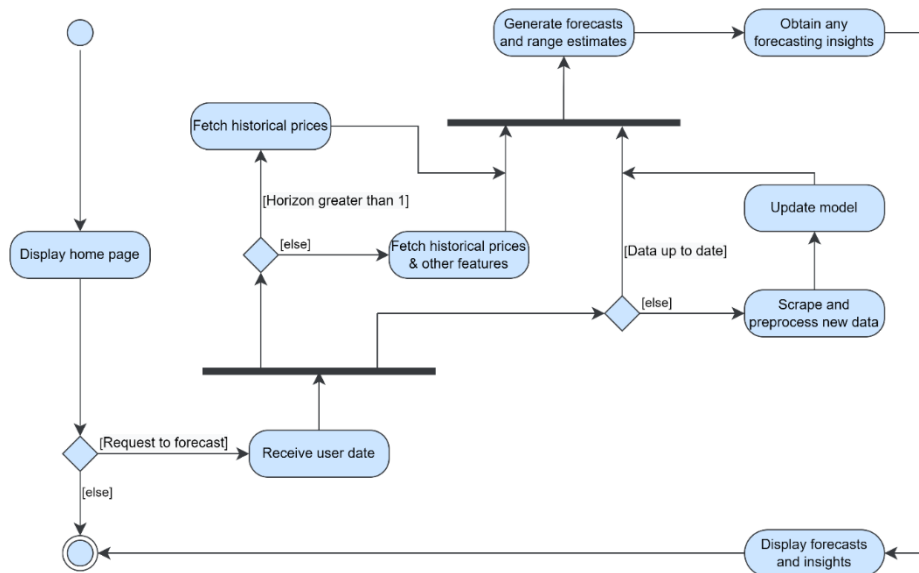 Generate forecasts
and range estimates
Obtain any
forecasting insights
Fetch historical prices
[Horizon greater than 1]
Update model
Display home page
[else]
Fetch historical prices
& other features
[Data up to date]
[else]
Scrape and
preprocess new data
[Request to forecast]
Receive user date
[else]
Display forecasts
and insights